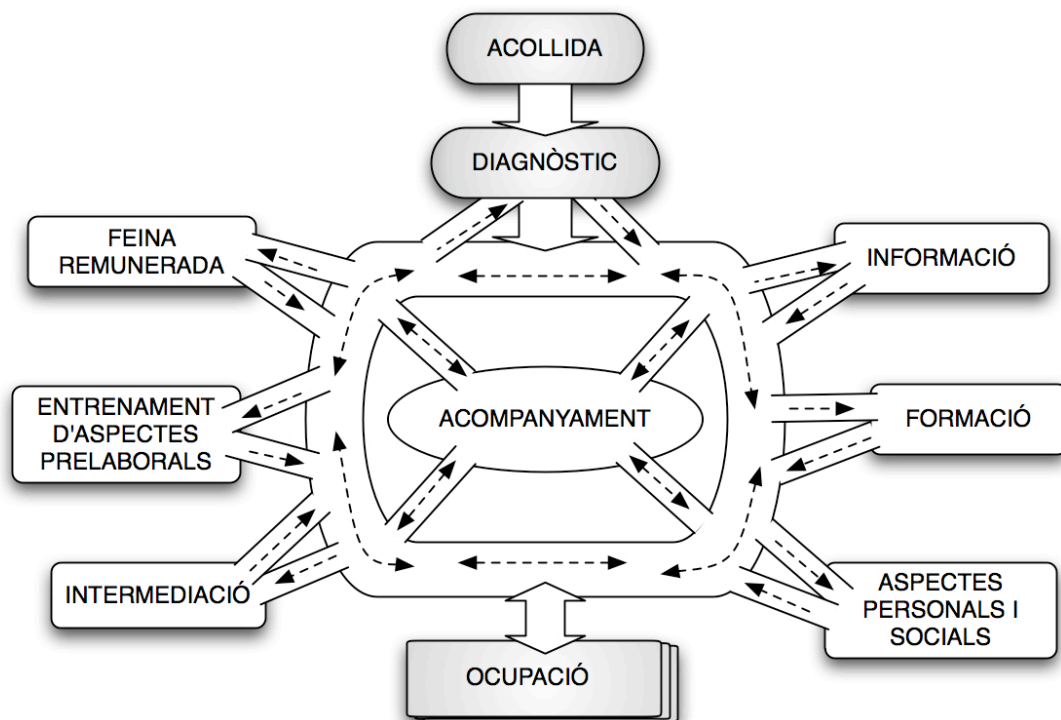 ACOLLIDA
DIAGNÒSTIC
FEINA
REMUNERADA
INFORMACIÓ
ENTRENAMENT
D'ASPECTES
PRELABORALS
ACOMPANYAMENT
FORMACIÓ
INTERMEDIACIÓ
ASPECTES
PERSONALS I
SOCIALS
OCUPACIÓ